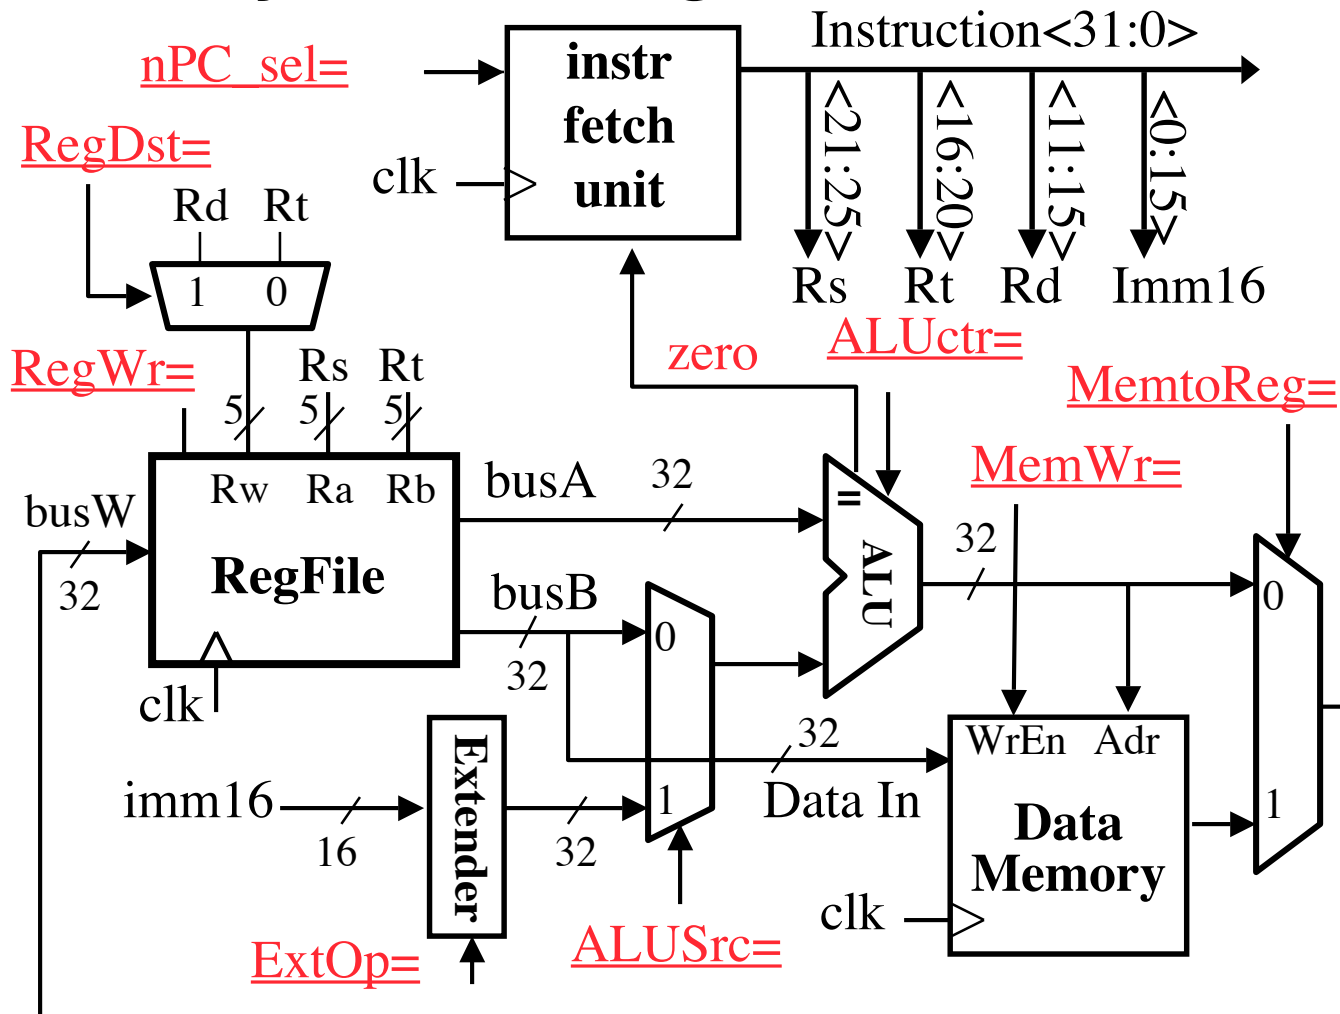 Instruction<31:0>
nPC_sel=
instr
fetch
unit
clk
<21:25>
<16:20>
<11:15>
<0:15>
Rs
Rt
Rd
Imm16
RegDst=
Rd
Rt
1
0
RegWr=
5
Rs
5
Rt
5
zero
ALUctr=
MemtoReg=
MemWr=
busW
32
Rw
Ra
Rb
RegFile
clk
busA
32
busB
32
=
ALU
32
0
1
0
1
imm16
16
Extender
32
ExtOp=
ALUSrc=
32
Data In
WrEn
Adr
Data
Memory
clk